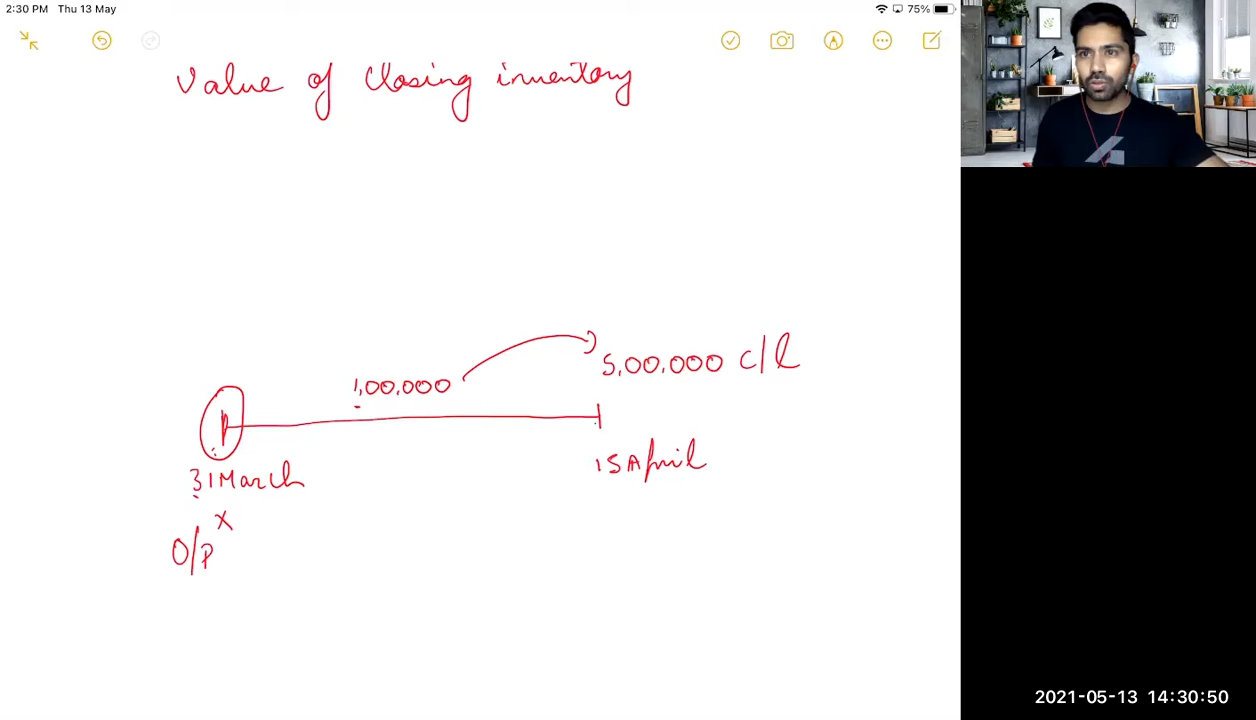 2:30 PM Thu 13 May
75%
Value of Closing inventory
1,00,000
5,00,000 c/l
31 March
15 April
X
O/P
2021-05-13 14:30:50